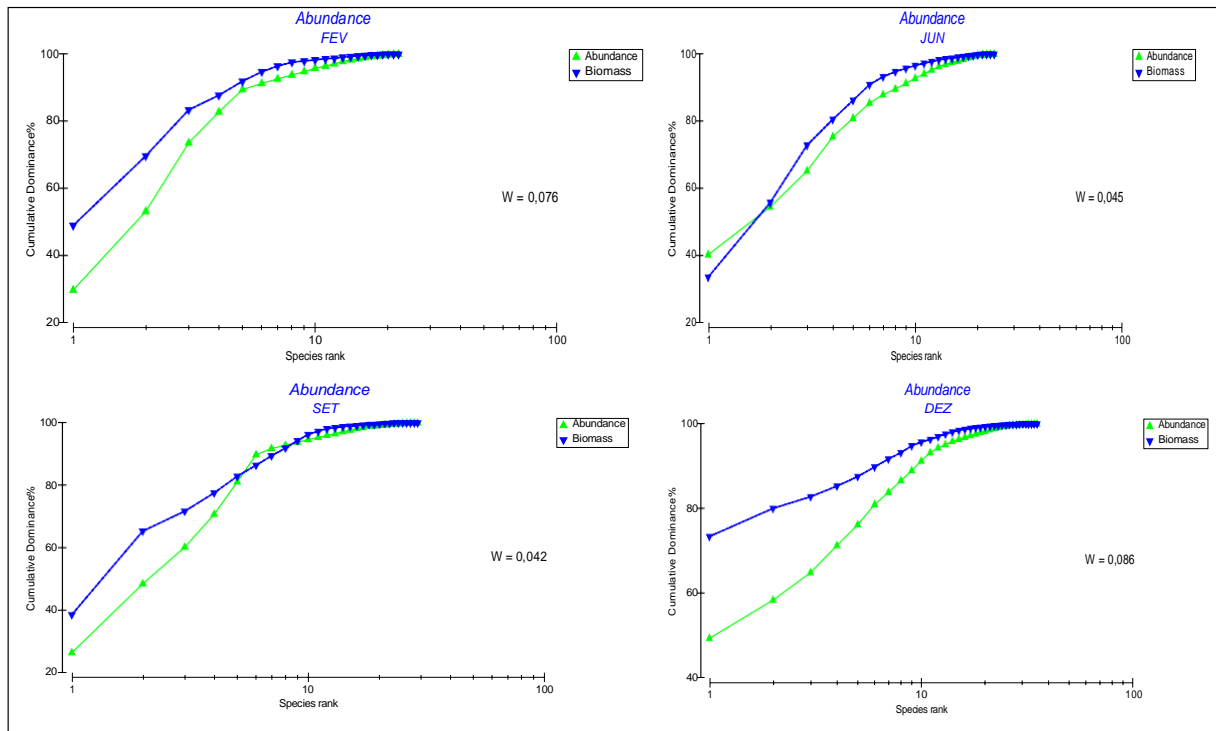 Abundance
FEV
100
80
60
40
20
Cumulative Dominance%
1
10
100
Species rank
Abundance
Biomass
W = 0,076
Abundance
JUN
100
80
60
40
20
Cumulative Dominance%
1
10
100
Species rank
Abundance
Biomass
W = 0,045
Abundance
SET
100
80
60
40
20
Cumulative Dominance%
1
10
100
Species rank
Abundance
Biomass
W = 0,042
Abundance
DEZ
100
80
60
40
Cumulative Dominance%
1
10
100
Species rank
Abundance
Biomass
W = 0,086